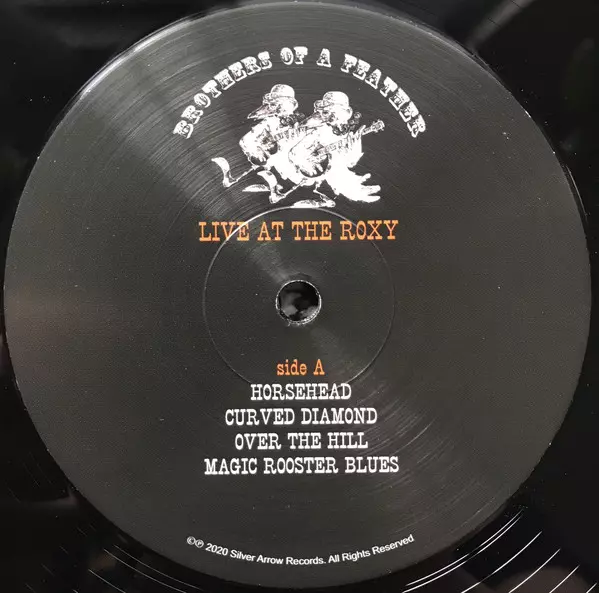 BROTHERS OF A FEATHER
LIVE AT THE ROXY
side A
HORSEHEAD
CURVED DIAMOND
OVER THE HILL
MAGIC ROOSTER BLUES
©℗ 2020 Silver Arrow Records. All Rights Reserved